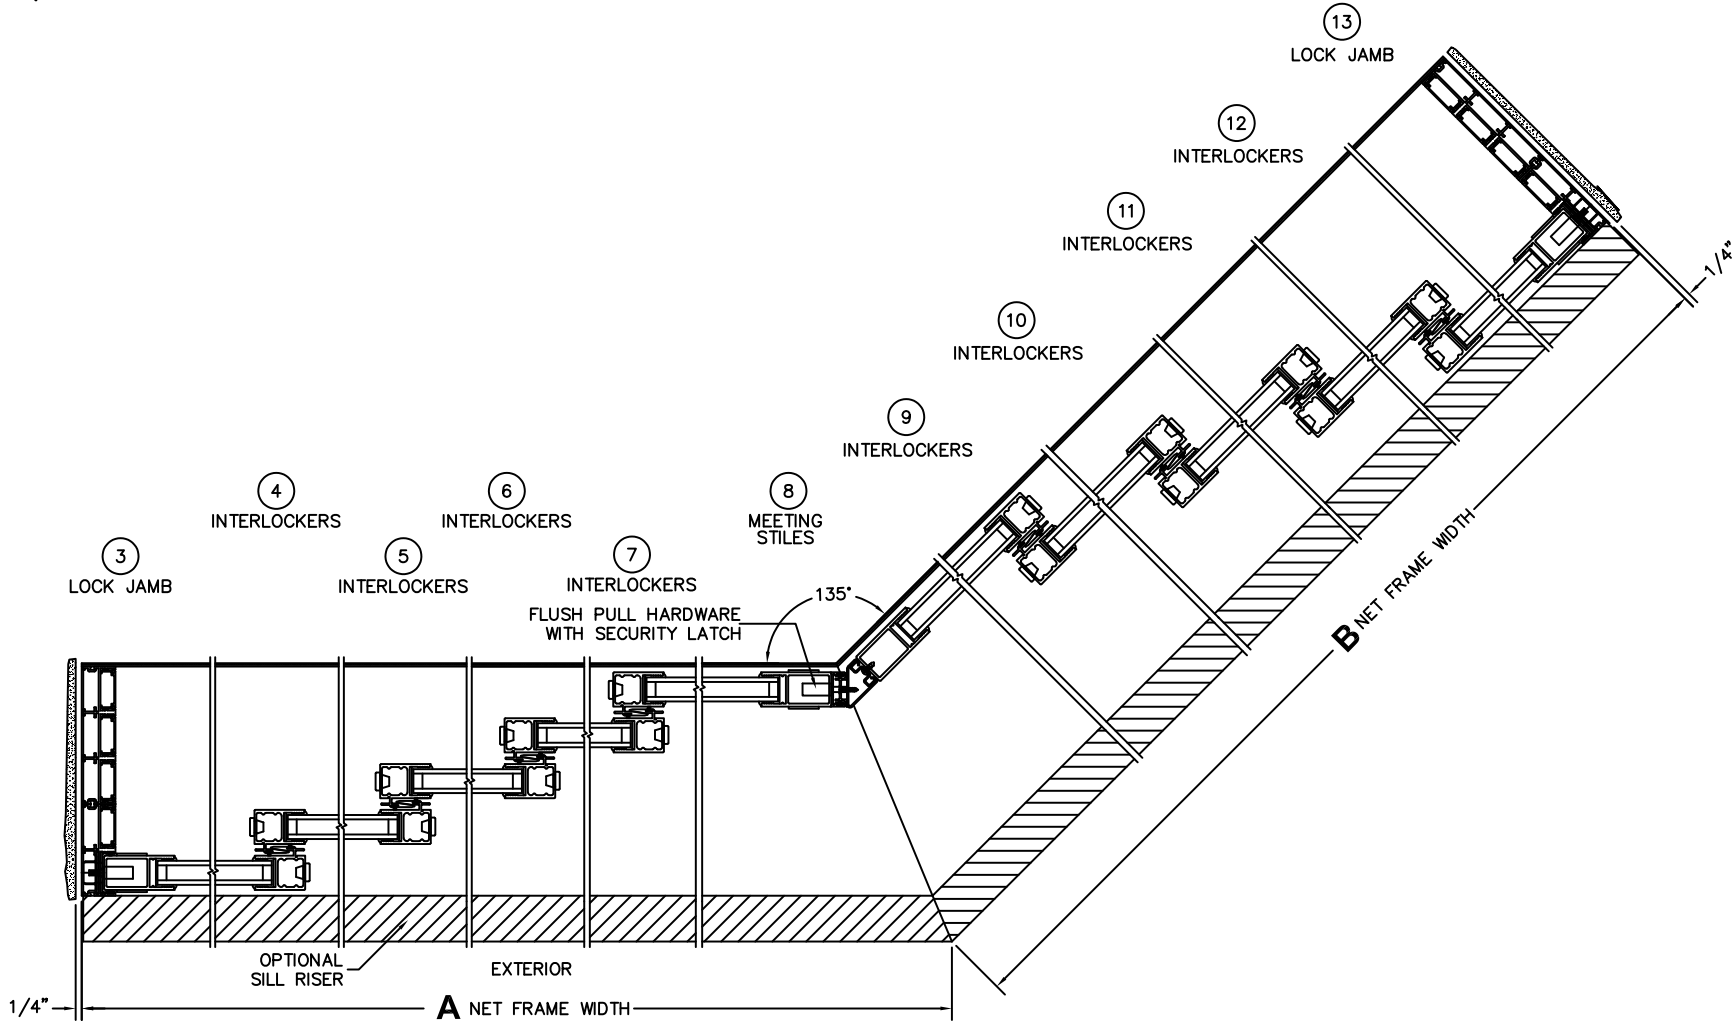 13
LOCK JAMB
12
INTERLOCKERS
11
INTERLOCKERS
10
INTERLOCKERS
9
INTERLOCKERS
8
MEETING
STILES
4
INTERLOCKERS
6
INTERLOCKERS
3
LOCK JAMB
5
INTERLOCKERS
7
INTERLOCKERS
FLUSH PULL HARDWARE
WITH SECURITY LATCH
135°
1/4"
B NET FRAME WIDTH
OPTIONAL
SILL RISER
EXTERIOR
1/4"
A NET FRAME WIDTH